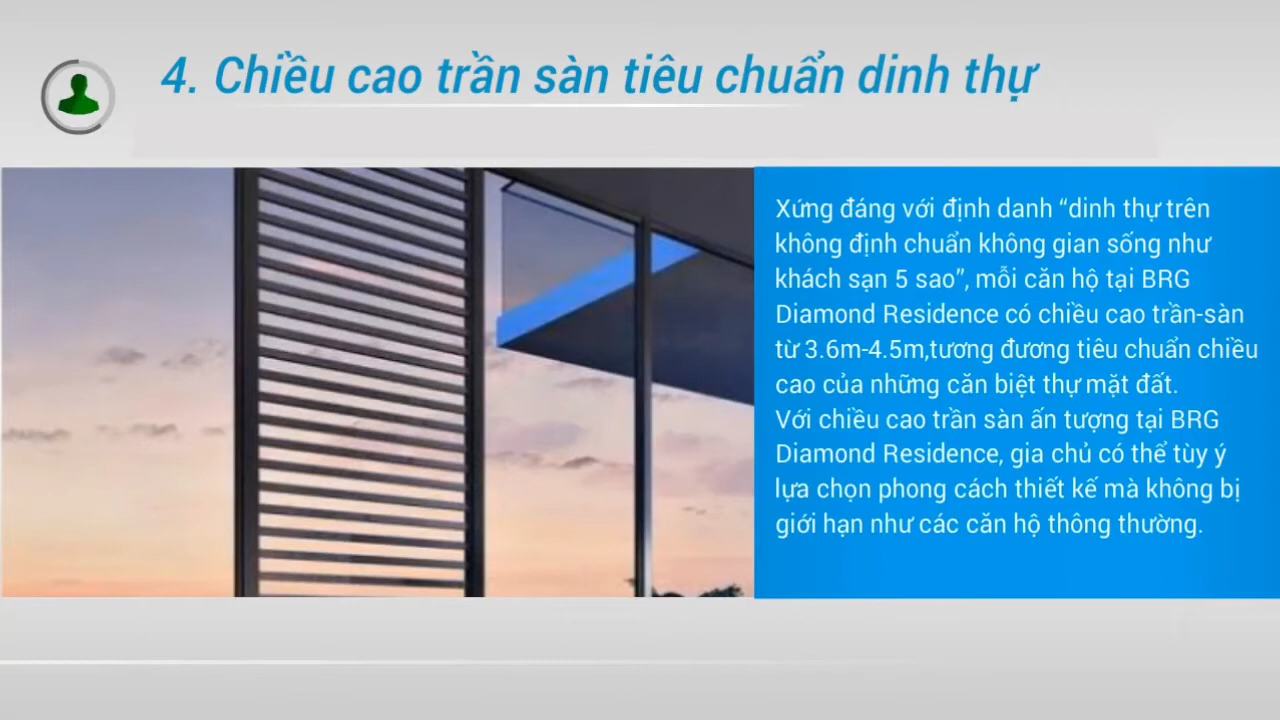 4. Chiều cao trần sàn tiêu chuẩn dinh thự
Xứng đáng với định danh “dinh thự trên
không định chuẩn không gian sống như
khách sạn 5 sao”, mỗi căn hộ tại BRG
Diamond Residence có chiều cao trần-sàn
từ 3.6m-4.5m,tương đương tiêu chuẩn chiều
cao của những căn biệt thự mặt đất.
Với chiều cao trần sàn ấn tượng tại BRG
Diamond Residence, gia chủ có thể tùy ý
lựa chọn phong cách thiết kế mà không bị
giới hạn như các căn hộ thông thường.